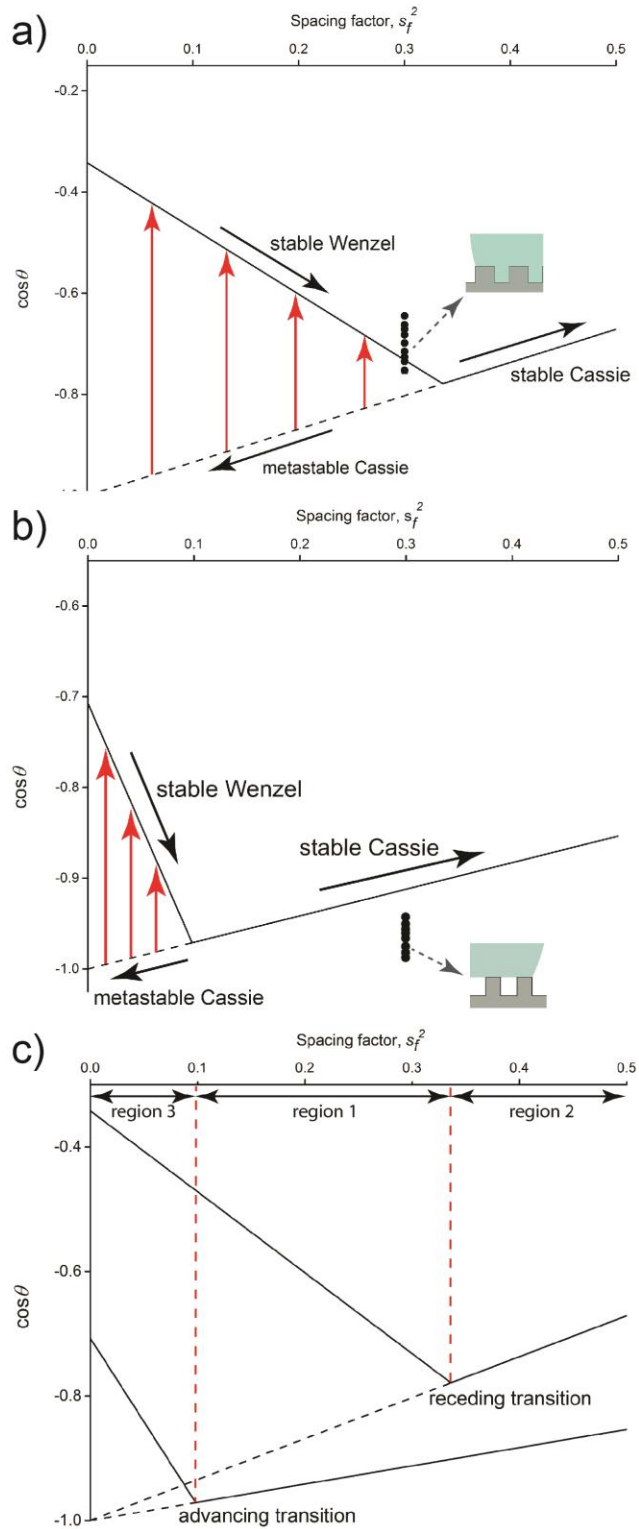 a)
Spacing factor, s_f^2
0.0 0.1 0.2 0.3 0.4 0.5
-0.2
-0.4
-0.6
-0.8
cosθ
stable Wenzel
stable Cassie
metastable Cassie
b)
Spacing factor, s_f^2
0.0 0.1 0.2 0.3 0.4 0.5
-0.6
-0.7
-0.8
-0.9
-1.0
cosθ
stable Wenzel
stable Cassie
metastable Cassie
c)
Spacing factor, s_f^2
0.0 0.1 0.2 0.3 0.4 0.5
region 3 region 1 region 2
-0.4
-0.6
-0.8
-1.0
cosθ
receding transition
advancing transition